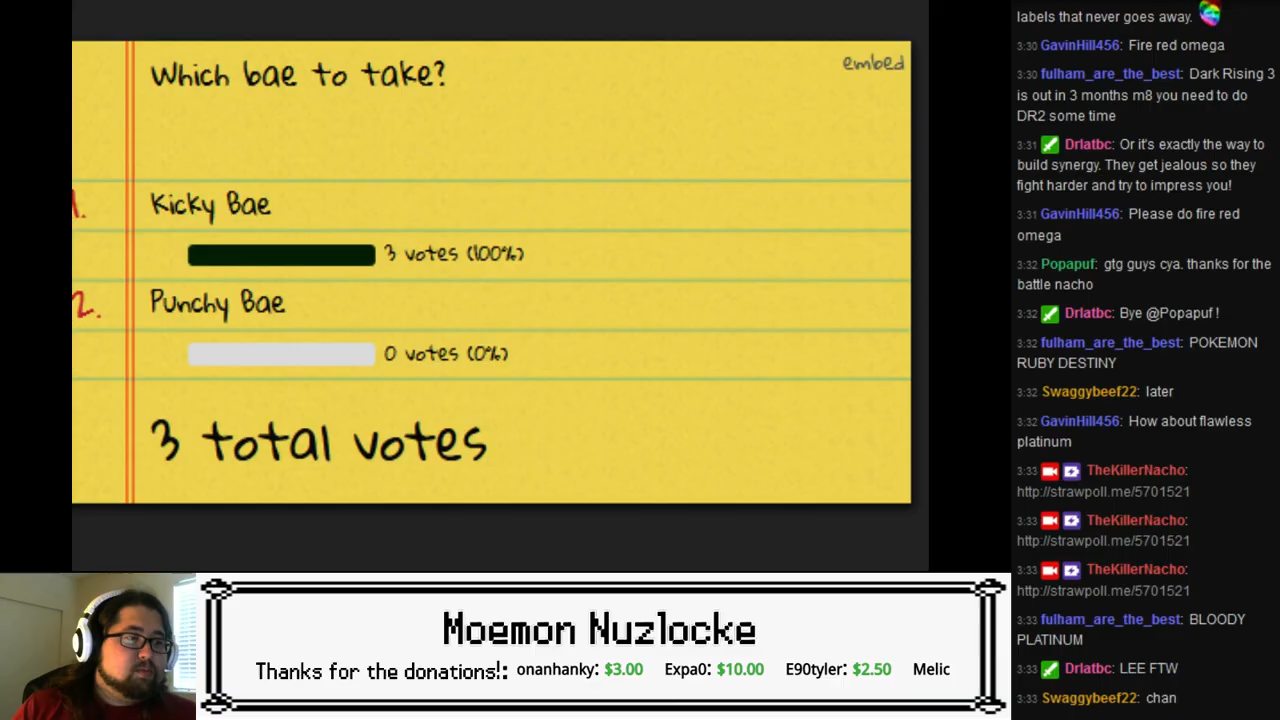 Which bae to take?
embed
1.
Kicky Bae
3 votes (100%)
2.
Punchy Bae
0 votes (0%)
3 total votes
Moemon Nuzlocke
Thanks for the donations!: onanhanky: $3.00 Expa0: $10.00 E90tyler: $2.50 Melic
labels that never goes away.
3:30 GavinHill456: Fire red omega
3:30 fulham_are_the_best: Dark Rising 3
is out in 3 months m8 you need to do
DR2 some time
3:31 Drlatbc: Or it's exactly the way to
build synergy. They get jealous so they
fight harder and try to impress you!
3:31 GavinHill456: Please do fire red
omega
3:32 Popapuf: gtg guys cya. thanks for the
battle nacho
3:32 Drlatbc: Bye @Popapuf !
3:32 fulham_are_the_best: POKEMON
RUBY DESTINY
3:32 Swaggybeef22: later
3:32 GavinHill456: How about flawless
platinum
3:33 TheKillerNacho:
http://strawpoll.me/5701521
3:33 TheKillerNacho:
http://strawpoll.me/5701521
3:33 TheKillerNacho:
http://strawpoll.me/5701521
3:33 fulham_are_the_best: BLOODY
PLATINUM
3:33 Drlatbc: LEE FTW
3:33 Swaggybeef22: chan